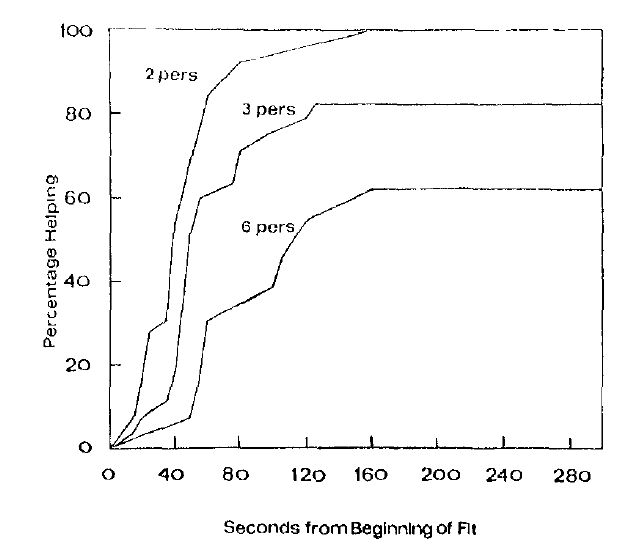 100
2 pers
80
3 pers
60
6 pers
40
20
0
Percentage Helping
0 40 80 120 160 200 240 280
Seconds from Beginning of Fit